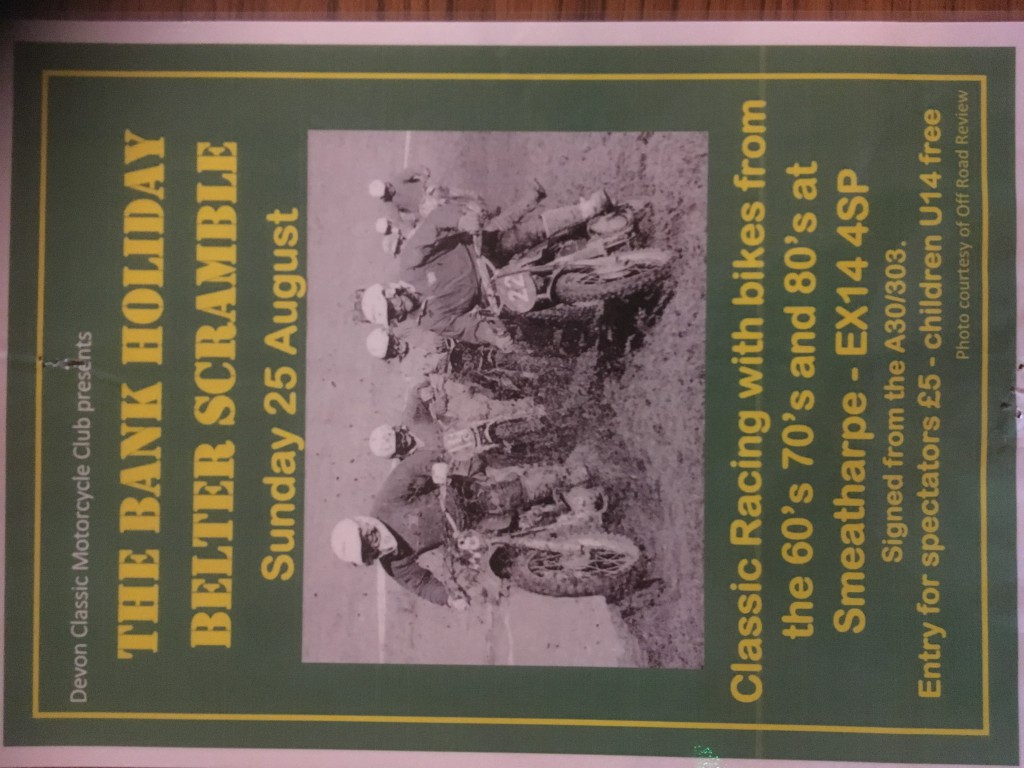 Devon Classic Motorcycle Club presents
THE BANK HOLIDAY
BELTER SCRAMBLE
Sunday 25 August
22
Classic Racing with bikes from
the 60's 70's and 80's at
Smeatharpe - EX14 4SP
Signed from the A30/303.
Entry for spectators £5 - children U14 free
Photo courtesy of Off Road Review